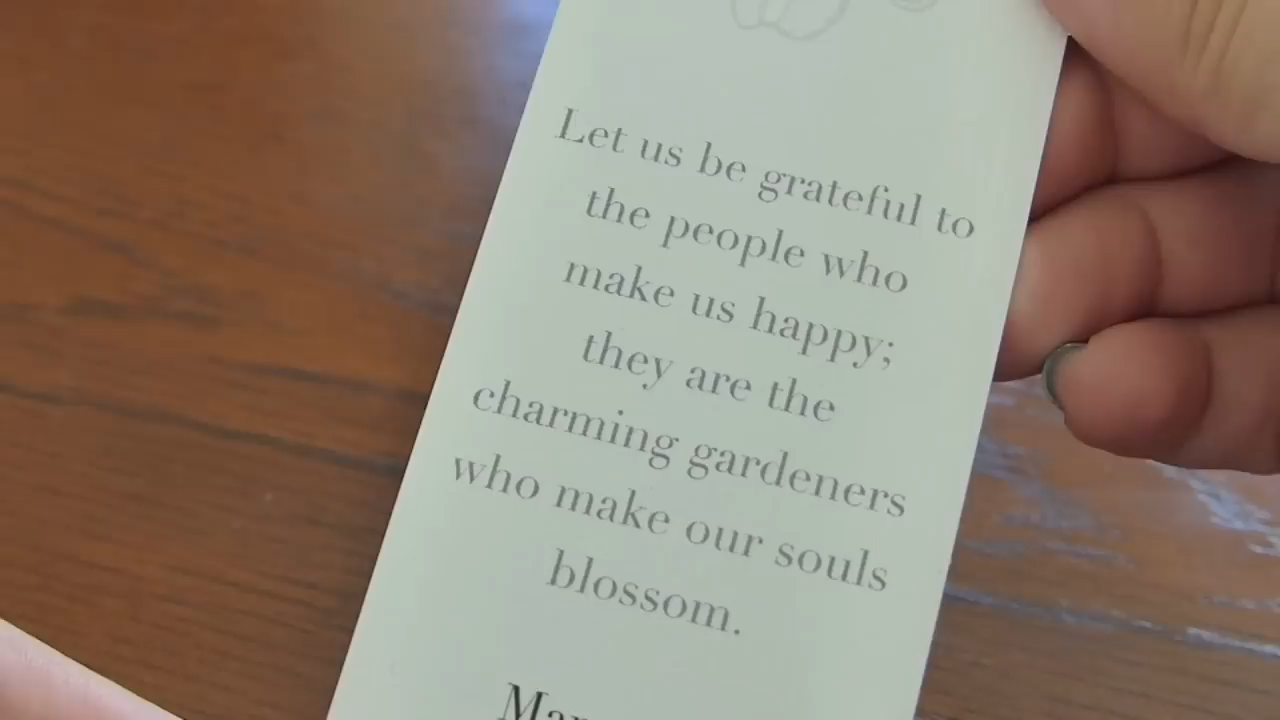 Let us be grateful to
the people who
make us happy;
they are the
charming gardeners
who make our souls
blossom.